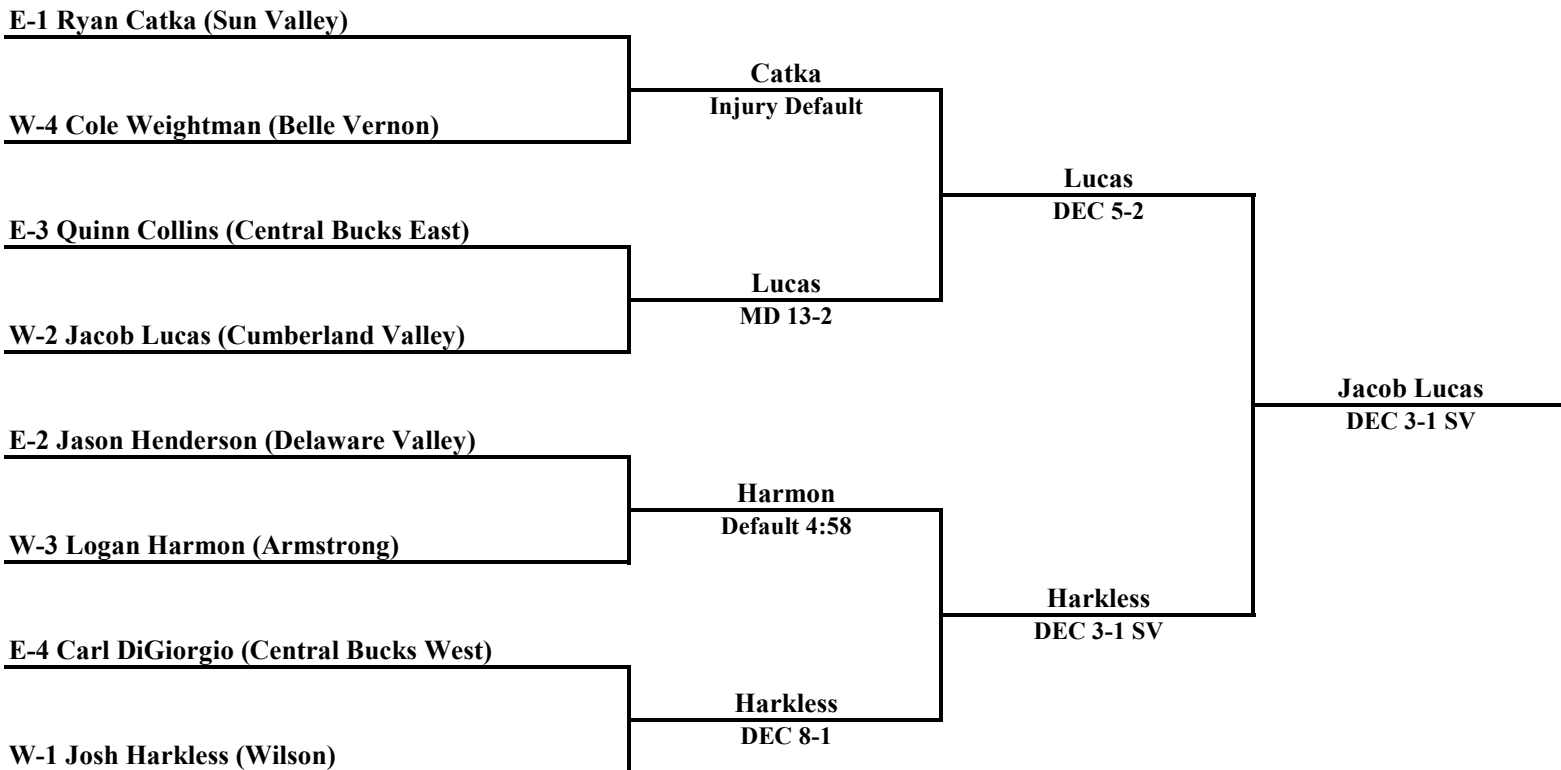 E-1 Ryan Catka (Sun Valley)
Catka
Injury Default
W-4 Cole Weightman (Belle Vernon)
Lucas
DEC 5-2
E-3 Quinn Collins (Central Bucks East)
Lucas
MD 13-2
W-2 Jacob Lucas (Cumberland Valley)
Jacob Lucas
DEC 3-1 SV
E-2 Jason Henderson (Delaware Valley)
Harmon
Default 4:58
W-3 Logan Harmon (Armstrong)
Harkless
DEC 3-1 SV
E-4 Carl DiGiorgio (Central Bucks West)
Harkless
DEC 8-1
W-1 Josh Harkless (Wilson)